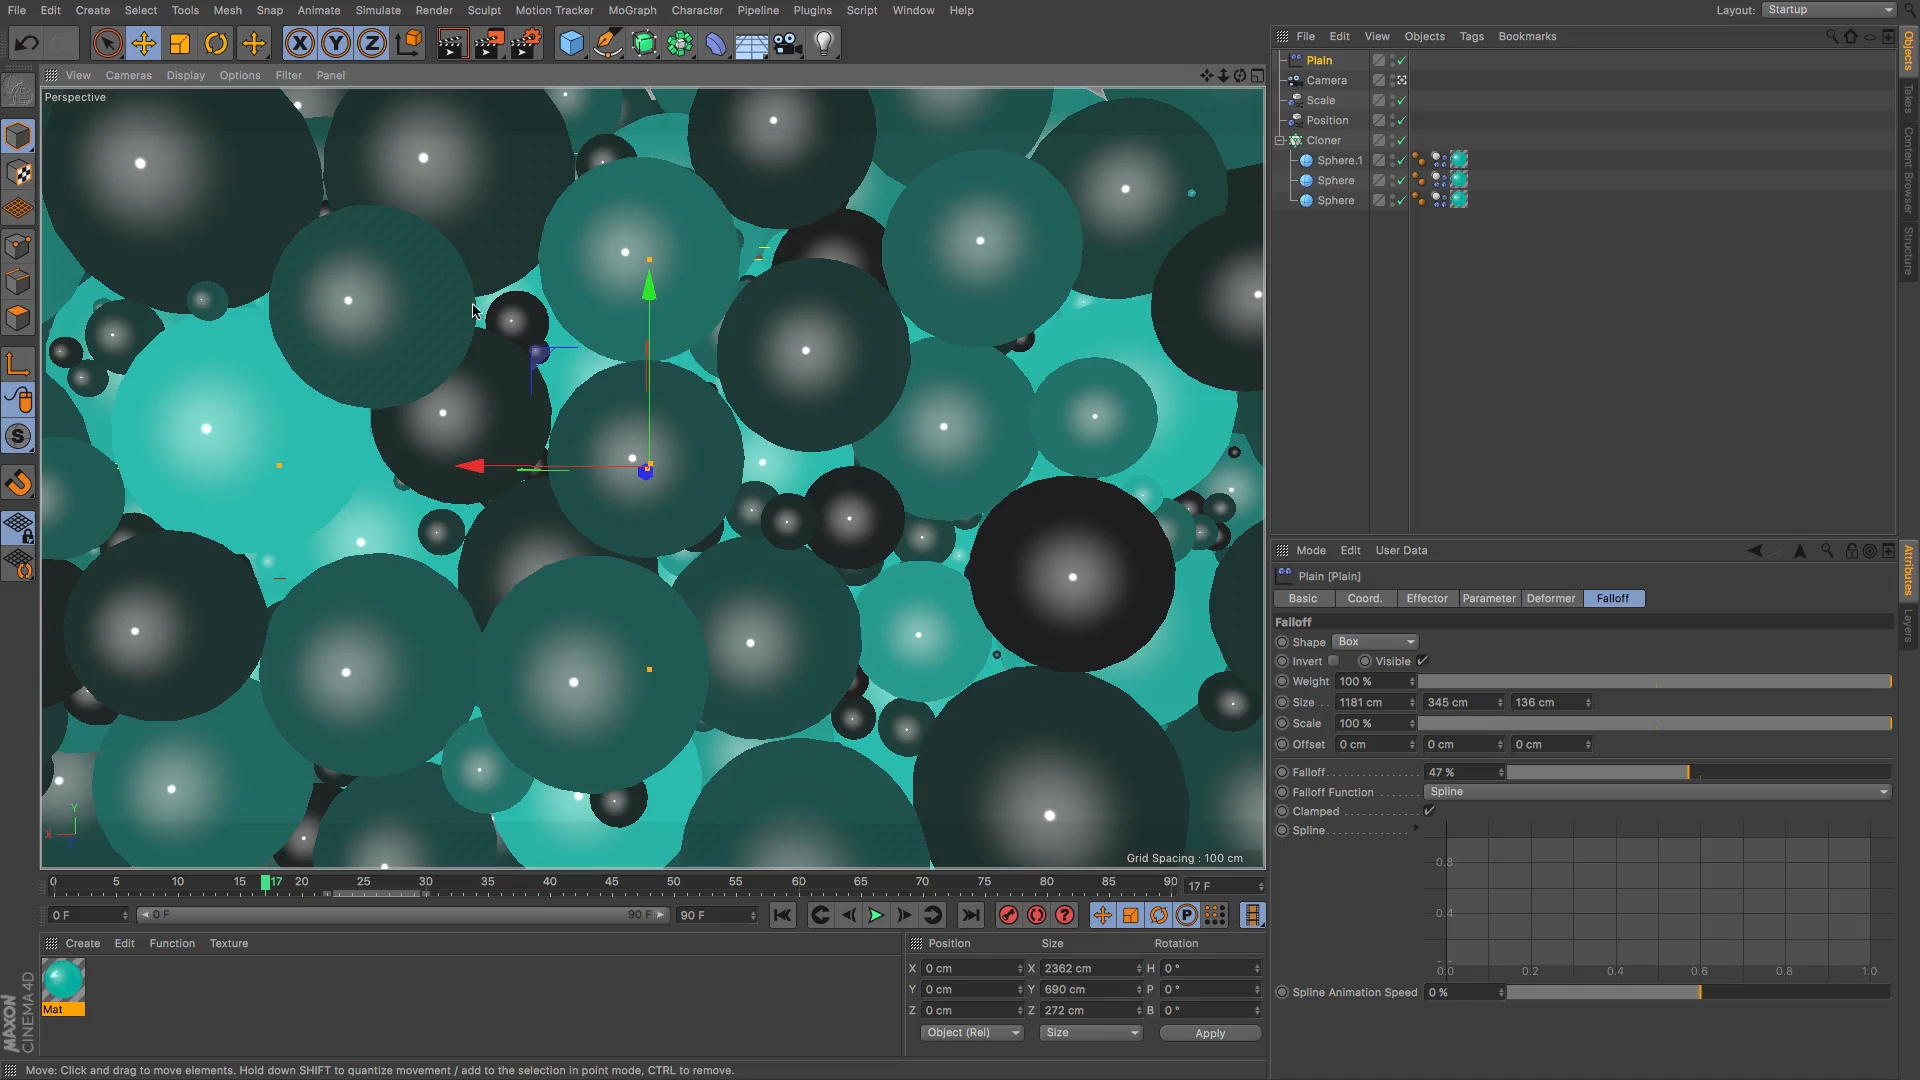 File Edit Create Select Tools Mesh Snap Animate Simulate Render Sculpt Motion Tracker MoGraph Character Pipeline Plugins Script Window Help
Layout: Startup
X Y Z
File Edit View Objects Tags Bookmarks
View Cameras Display Options Filter Panel
Perspective
Plain
Camera
Scale
Position
Cloner
Sphere.1
Sphere
Sphere
Objects
Takes
Content Browser
Structure
Mode Edit User Data
Plain [Plain]
Basic Coord. Effector Parameter Deformer Falloff
Falloff
Shape Box
Invert Visible
Weight 100 %
Size . . 1181 cm 345 cm 136 cm
Scale 100 %
Offset 0 cm 0 cm 0 cm
Falloff. . . . . . . . . . . . 47 %
Falloff Function . . . . . . Spline
Clamped . . . . . . . . . .
Spline. . . . . . . . . . . .
0.8
0.4
0.0 0.2 0.4 0.6 0.8 1.0
Spline Animation Speed 0 %
Attributes
Layers
Y
X
Z
Grid Spacing : 100 cm
0 5 10 15 17 20 25 30 35 40 45 50 55 60 65 70 75 80 85 90
17 F
0 F 0 F 90 F 90 F
P
Create Edit Function Texture
Mat
Position Size Rotation
X 0 cm X 2362 cm H 0 °
Y 0 cm Y 690 cm P 0 °
Z 0 cm Z 272 cm B 0 °
Object (Rel) Size Apply
MAXON
CINEMA 4D
Move: Click and drag to move elements. Hold down SHIFT to quantize movement / add to the selection in point mode, CTRL to remove.